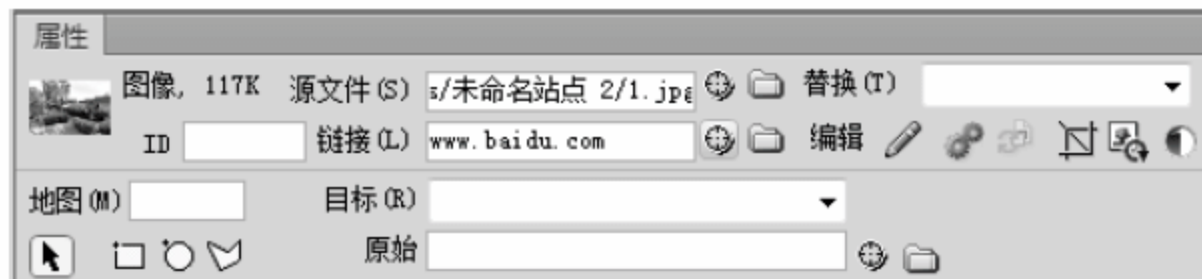 属性
图像, 117K 源文件(S) s/未命名站点 2/1.jpg 替换(T)
ID 链接(L) www.baidu.com 编辑
地图(M) 目标(R)
原始